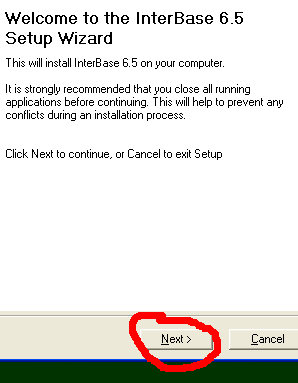 Welcome to the InterBase 6.5
Setup Wizard
This will install InterBase 6.5 on your computer.
It is strongly recommended that you close all running
applications before continuing. This will help to prevent any
conflicts during an installation process.
Click Next to continue, or Cancel to exit Setup
Next >
Cancel